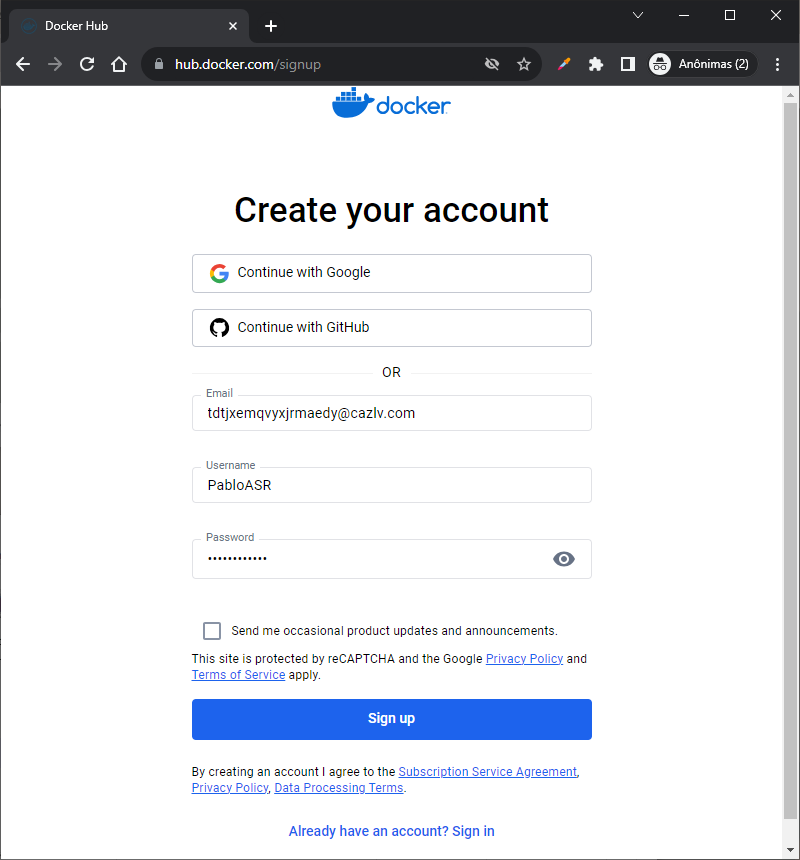 Docker Hub
hub.docker.com/signup
Anônimas (2)
docker
Create your account
Continue with Google
Continue with GitHub
OR
Email
tdtjxemqvyxjrmaedy@cazlv.com
Username
PabloASR
Password
••••••••••••
Send me occasional product updates and announcements.
This site is protected by reCAPTCHA and the Google Privacy Policy and
Terms of Service apply.
Sign up
By creating an account I agree to the Subscription Service Agreement,
Privacy Policy, Data Processing Terms.
Already have an account? Sign in